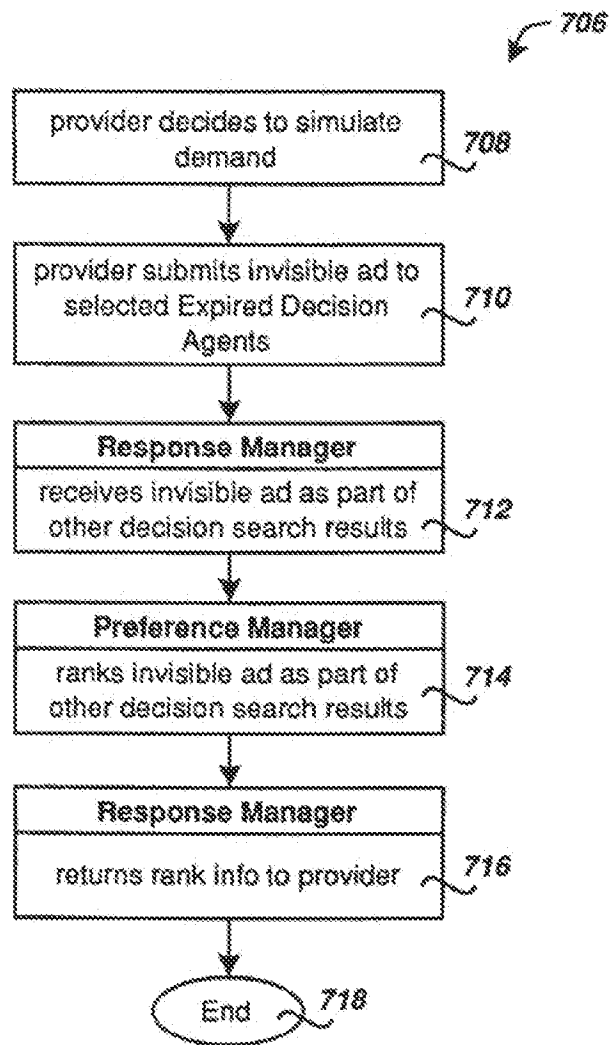 706
provider decides to simulate
demand
708
provider submits invisible ad to
selected Expired Decision
Agents
710
Response Manager
receives invisible ad as part of
other decision search results
712
Preference Manager
ranks invisible ad as part of
other decision search results
714
Response Manager
returns rank info to provider
716
End
718